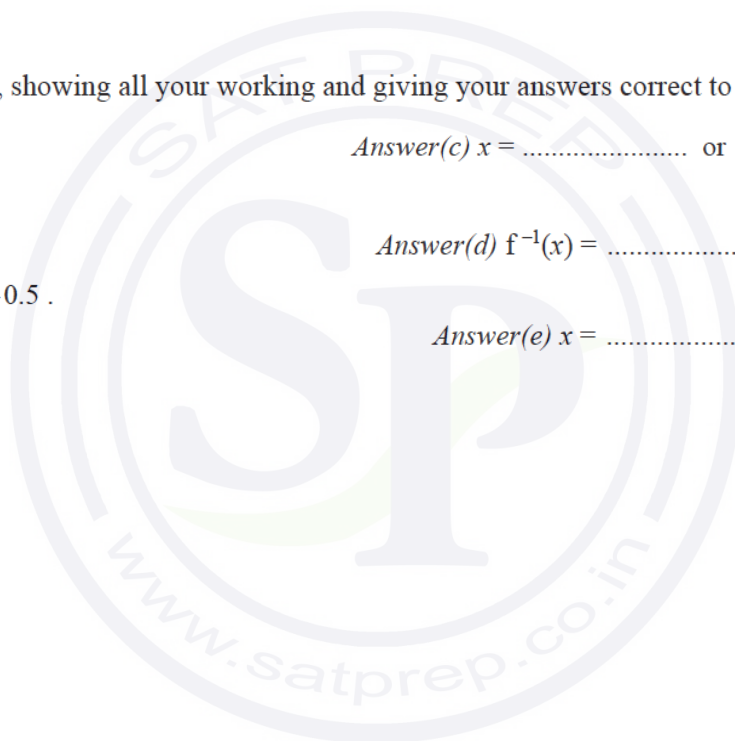 , showing all your working and giving your answers correct to
Answer(c) x = ....................... or
Answer(d) f⁻¹(x) = ..................
0.5 .
Answer(e) x = ..................
SAT PREP
SP
www.satprep.co.in